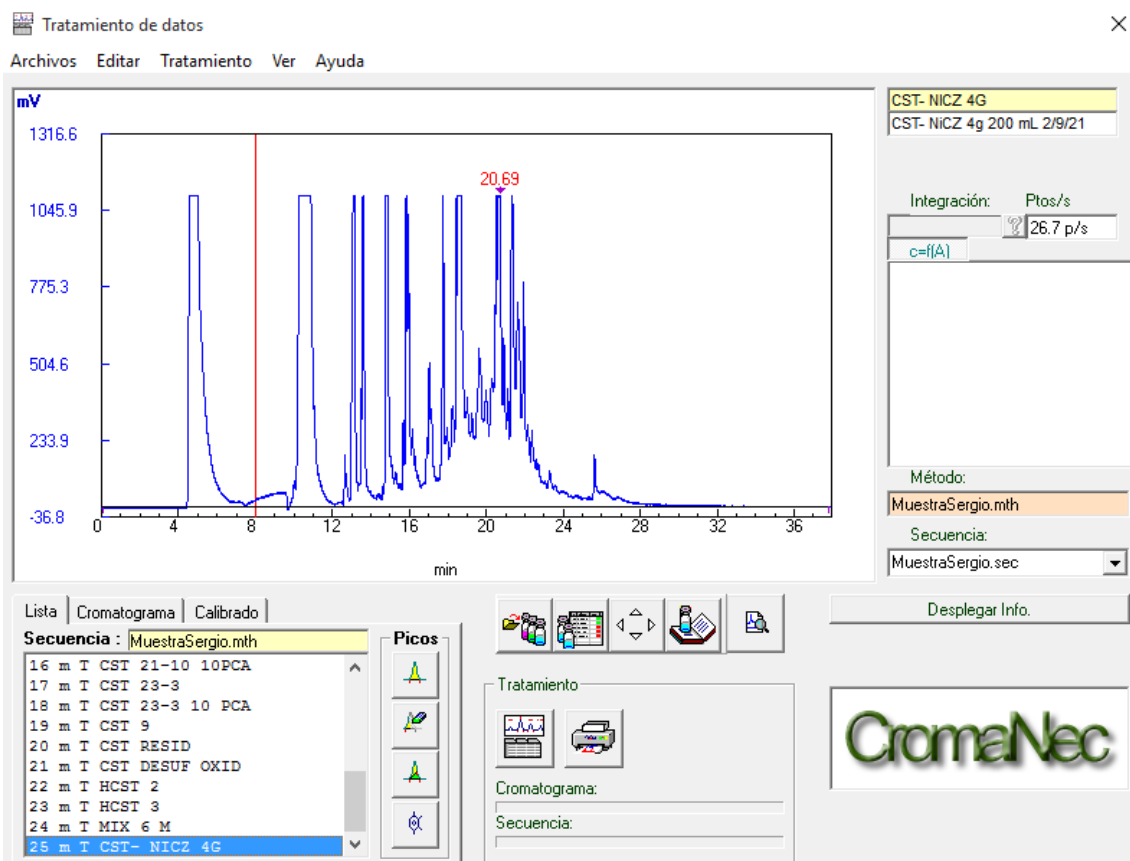 Tratamiento de datos
Archivos Editar Tratamiento Ver Ayuda
mV
1316.6
1045.9
775.3
504.6
233.9
-36.8
20.69
0 4 8 12 16 20 24 28 32 36
min
CST- NICZ 4G
CST- NiCZ 4g 200 mL 2/9/21
Integración: Ptos/s
26.7 p/s
c=f(A)
Método:
MuestraSergio.mth
Secuencia:
MuestraSergio.sec
Desplegar Info.
Lista Cromatograma Calibrado
Secuencia : MuestraSergio.mth
16 m T CST 21-10 10PCA
17 m T CST 23-3
18 m T CST 23-3 10 PCA
19 m T CST 9
20 m T CST RESID
21 m T CST DESUF OXID
22 m T HCST 2
23 m T HCST 3
24 m T MIX 6 M
25 m T CST- NICZ 4G
Picos
Tratamiento
Cromatograma:
Secuencia:
CromaNec